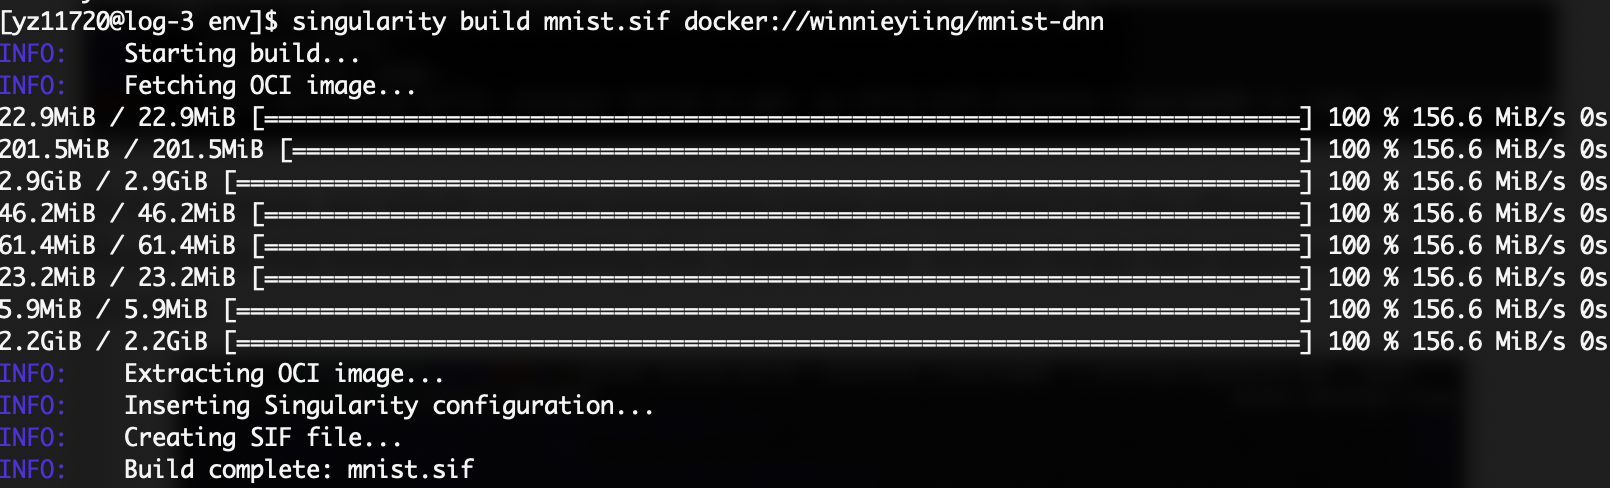 [yz11720@log-3 env]$ singularity build mnist.sif docker://winnieyiing/mnist-dnn
INFO:    Starting build...
INFO:    Fetching OCI image...
22.9MiB / 22.9MiB [==========================================================================] 100 % 156.6 MiB/s 0s
201.5MiB / 201.5MiB [========================================================================] 100 % 156.6 MiB/s 0s
2.9GiB / 2.9GiB [============================================================================] 100 % 156.6 MiB/s 0s
46.2MiB / 46.2MiB [==========================================================================] 100 % 156.6 MiB/s 0s
61.4MiB / 61.4MiB [==========================================================================] 100 % 156.6 MiB/s 0s
23.2MiB / 23.2MiB [==========================================================================] 100 % 156.6 MiB/s 0s
5.9MiB / 5.9MiB [============================================================================] 100 % 156.6 MiB/s 0s
2.2GiB / 2.2GiB [============================================================================] 100 % 156.6 MiB/s 0s
INFO:    Extracting OCI image...
INFO:    Inserting Singularity configuration...
INFO:    Creating SIF file...
INFO:    Build complete: mnist.sif